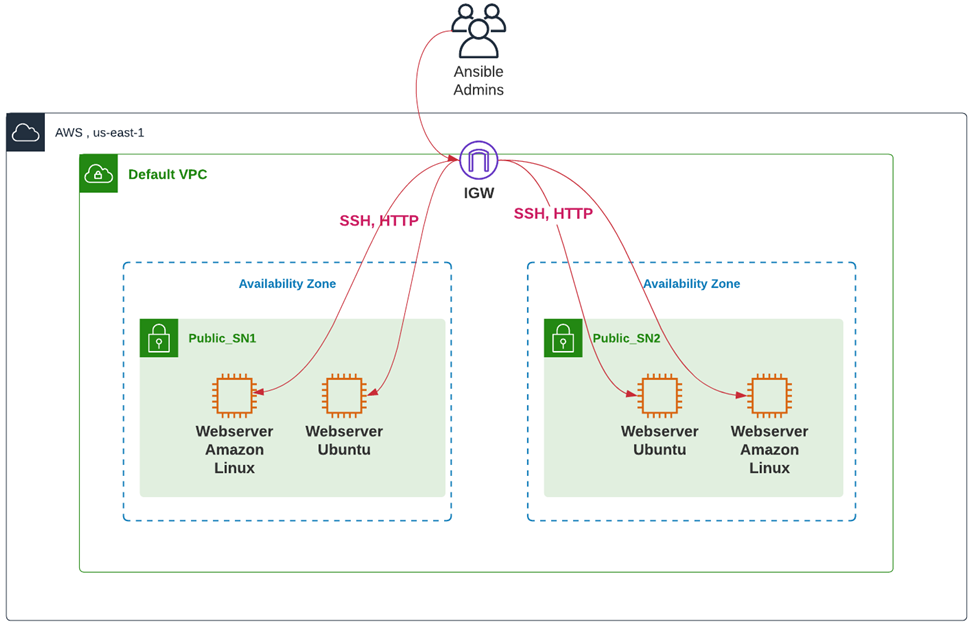 Ansible
Admins
AWS , us-east-1
Default VPC
IGW
SSH, HTTP
SSH, HTTP
Availability Zone
Availability Zone
Public_SN1
Public_SN2
Webserver
Amazon
Linux
Webserver
Ubuntu
Webserver
Ubuntu
Webserver
Amazon
Linux